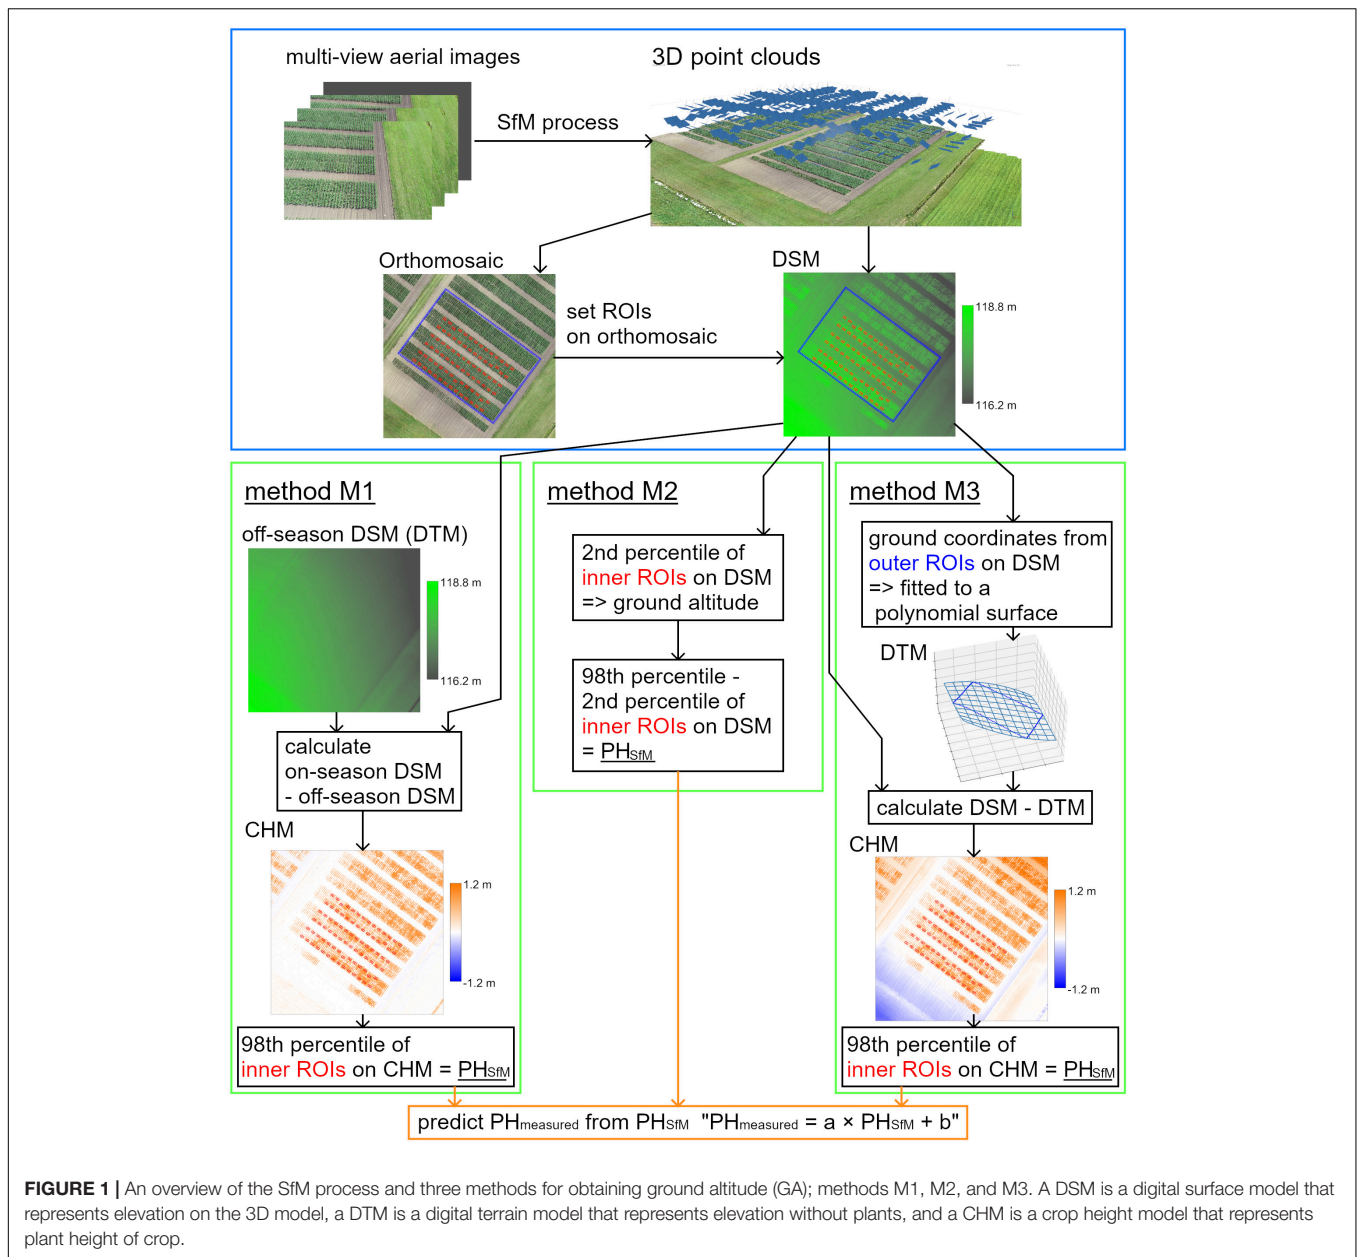 multi-view aerial images
3D point clouds
SfM process
Orthomosaic
DSM
set ROIs
on orthomosaic
118.8 m
116.2 m
method M1
off-season DSM (DTM)
118.8 m
116.2 m
calculate
on-season DSM
- off-season DSM
CHM
1.2 m
-1.2 m
98th percentile of
inner ROIs on CHM = PHSfM
method M2
2nd percentile of
inner ROIs on DSM
=> ground altitude
98th percentile -
2nd percentile of
inner ROIs on DSM
= PHSfM
method M3
ground coordinates from
outer ROIs on DSM
=> fitted to a
polynomial surface
DTM
calculate DSM - DTM
CHM
1.2 m
-1.2 m
98th percentile of
inner ROIs on CHM = PHSfM
predict PHmeasured from PHSfM "PHmeasured = a × PHSfM + b"
FIGURE 1 | An overview of the SfM process and three methods for obtaining ground altitude (GA); methods M1, M2, and M3. A DSM is a digital surface model that
represents elevation on the 3D model, a DTM is a digital terrain model that represents elevation without plants, and a CHM is a crop height model that represents
plant height of crop.